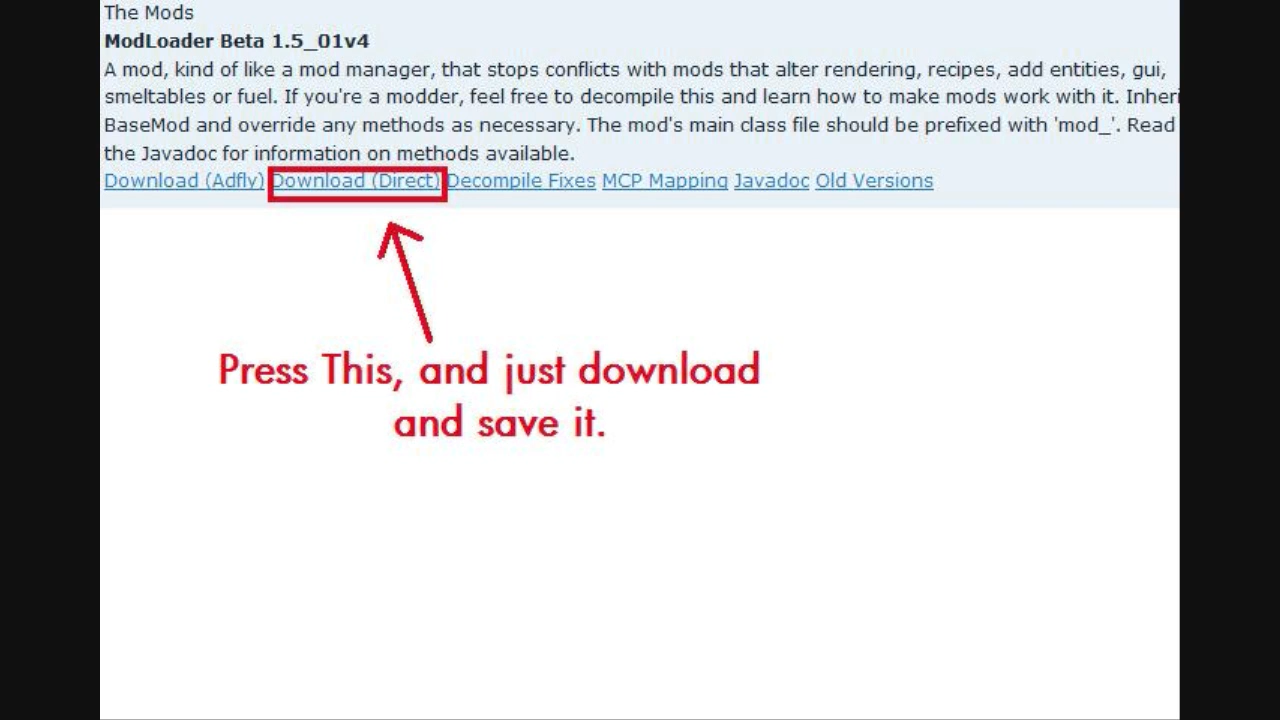 The Mods
ModLoader Beta 1.5_01v4
A mod, kind of like a mod manager, that stops conflicts with mods that alter rendering, recipes, add entities, gui,
smeltables or fuel. If you're a modder, feel free to decompile this and learn how to make mods work with it. Inheri
BaseMod and override any methods as necessary. The mod's main class file should be prefixed with 'mod_'. Read
the Javadoc for information on methods available.
Download (Adfly) Download (Direct) Decompile Fixes MCP Mapping Javadoc Old Versions
Press This, and just download
and save it.